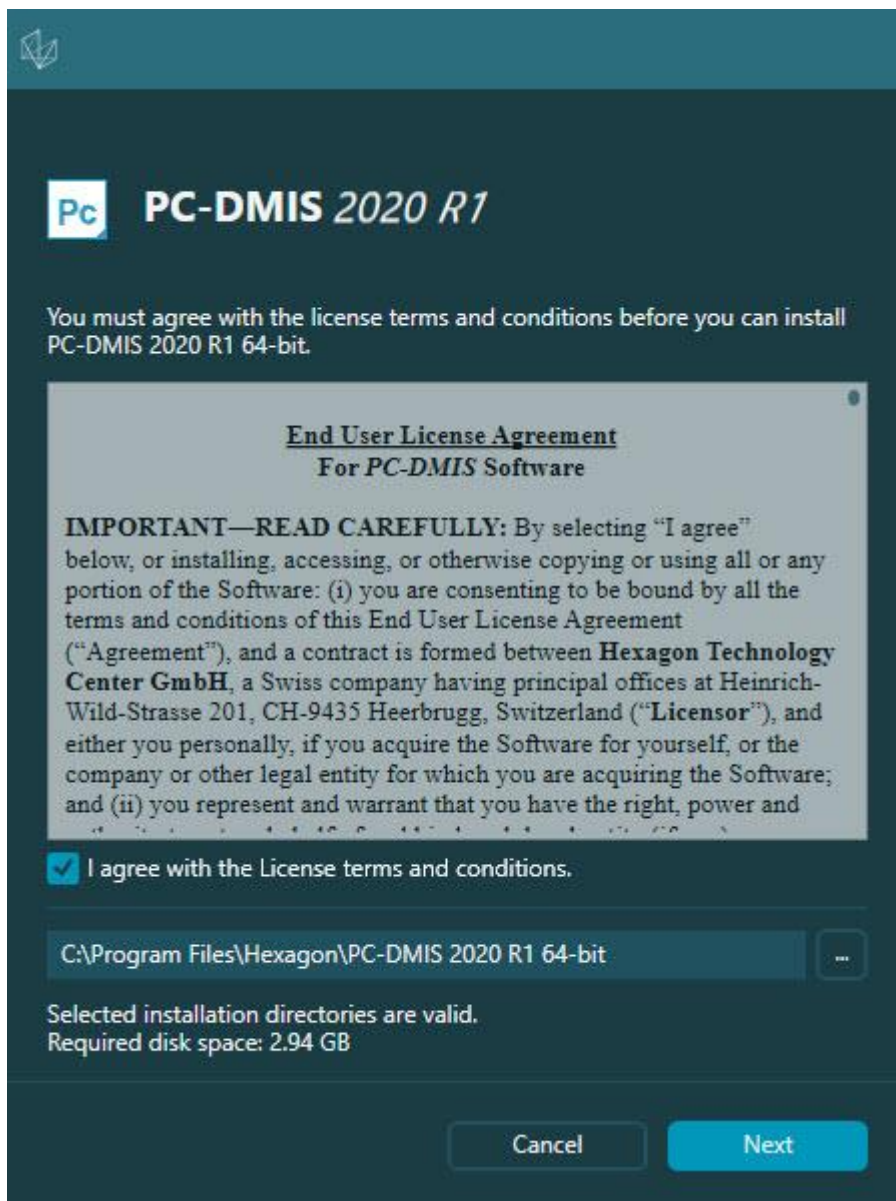 Pc
PC-DMIS 2020 R1
You must agree with the license terms and conditions before you can install
PC-DMIS 2020 R1 64-bit.
End User License Agreement
For PC-DMIS Software
IMPORTANT—READ CAREFULLY: By selecting “I agree”
below, or installing, accessing, or otherwise copying or using all or any
portion of the Software: (i) you are consenting to be bound by all the
terms and conditions of this End User License Agreement
(“Agreement”), and a contract is formed between Hexagon Technology
Center GmbH, a Swiss company having principal offices at Heinrich-
Wild-Strasse 201, CH-9435 Heerbrugg, Switzerland (“Licensor”), and
either you personally, if you acquire the Software for yourself, or the
company or other legal entity for which you are acquiring the Software;
and (ii) you represent and warrant that you have the right, power and
I agree with the License terms and conditions.
C:\Program Files\Hexagon\PC-DMIS 2020 R1 64-bit
...
Selected installation directories are valid.
Required disk space: 2.94 GB
Cancel
Next